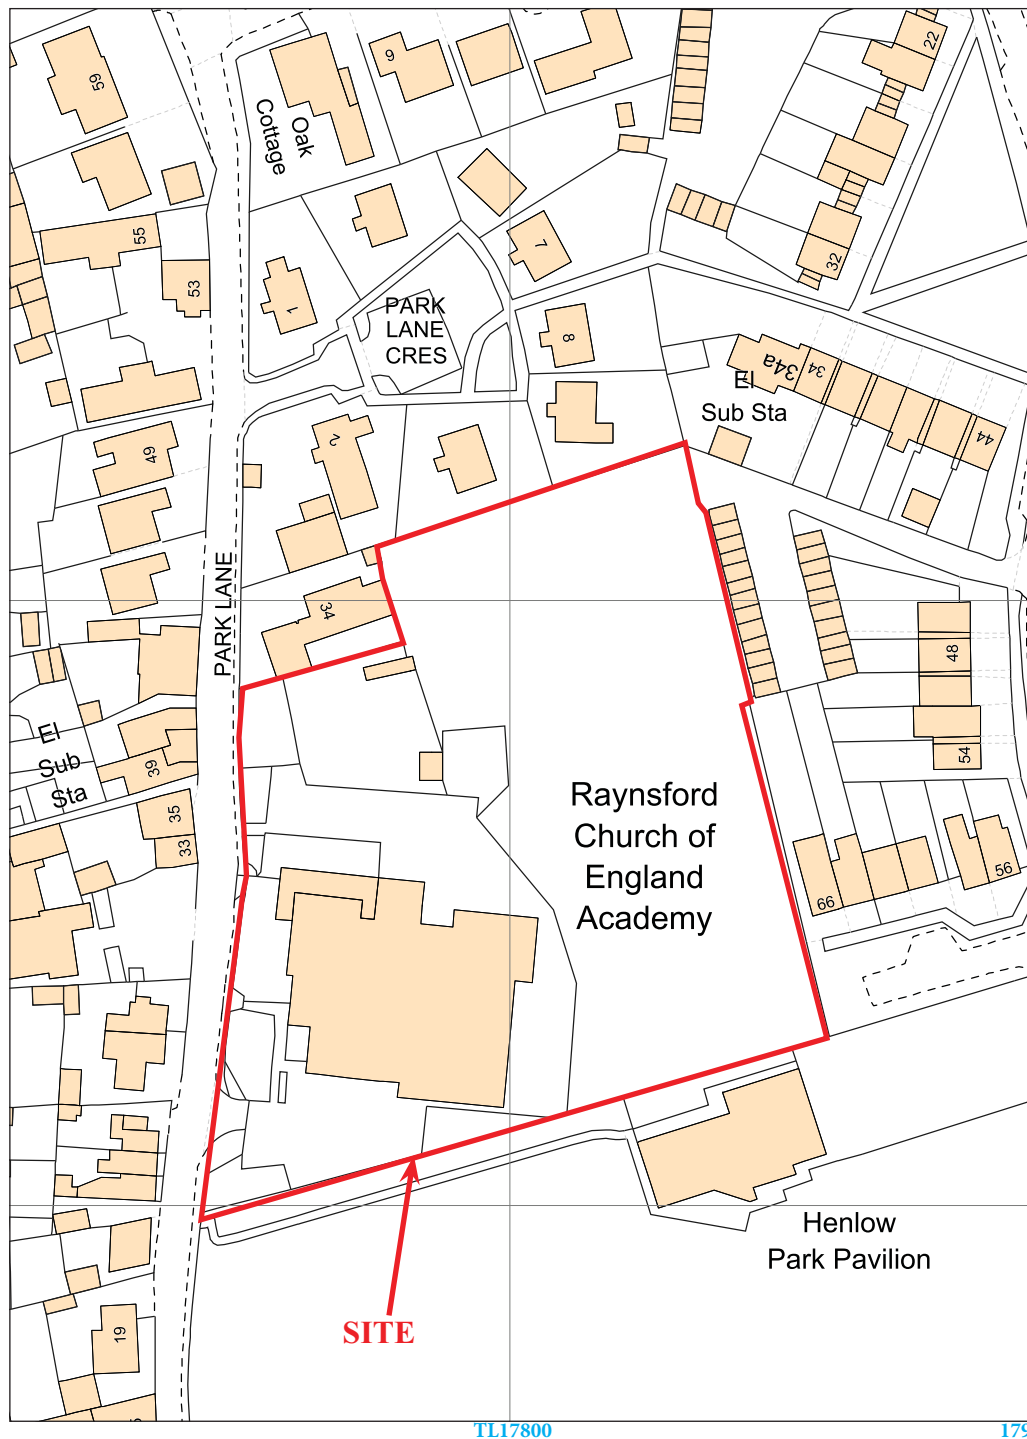 59
Oak
Cottage
6
22
55
53
1
7
32
PARK
LANE
CRES
8
34a
34
El
Sub Sta
44
49
2
PARK LANE
34
48
54
El
Sub
Sta
39
35
33
Raynsford
Church of
England
Academy
66
56
Henlow
Park Pavilion
SITE
19
TL17800
179